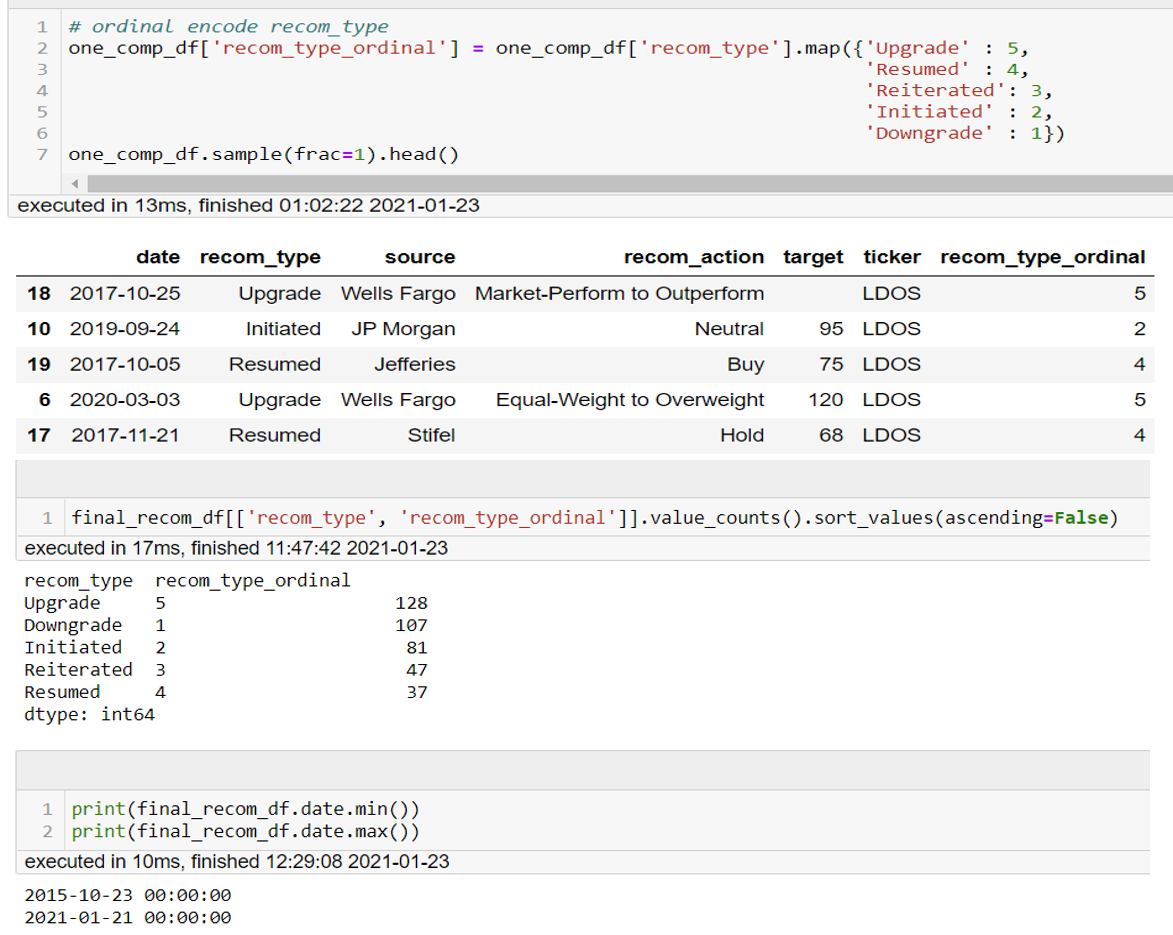 1 # ordinal encode recom_type
2 one_comp_df['recom_type_ordinal'] = one_comp_df['recom_type'].map({'Upgrade' : 5,
3 'Resumed' : 4,
4 'Reiterated': 3,
5 'Initiated' : 2,
6 'Downgrade' : 1})
7 one_comp_df.sample(frac=1).head()
executed in 13ms, finished 01:02:22 2021-01-23
date recom_type source recom_action target ticker recom_type_ordinal
18 2017-10-25 Upgrade Wells Fargo Market-Perform to Outperform LDOS 5
10 2019-09-24 Initiated JP Morgan Neutral 95 LDOS 2
19 2017-10-05 Resumed Jefferies Buy 75 LDOS 4
6 2020-03-03 Upgrade Wells Fargo Equal-Weight to Overweight 120 LDOS 5
17 2017-11-21 Resumed Stifel Hold 68 LDOS 4
1 final_recom_df[['recom_type', 'recom_type_ordinal']].value_counts().sort_values(ascending=False)
executed in 17ms, finished 11:47:42 2021-01-23
recom_type recom_type_ordinal
Upgrade 5 128
Downgrade 1 107
Initiated 2 81
Reiterated 3 47
Resumed 4 37
dtype: int64
1 print(final_recom_df.date.min())
2 print(final_recom_df.date.max())
executed in 10ms, finished 12:29:08 2021-01-23
2015-10-23 00:00:00
2021-01-21 00:00:00